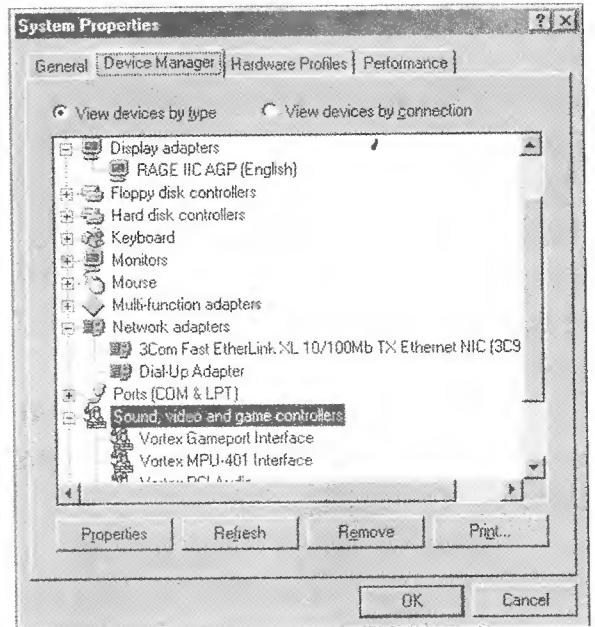 System Properties
General Device Manager Hardware Profiles Performance
View devices by type View devices by connection
Display adapters
RAGE IIC AGP (English)
Floppy disk controllers
Hard disk controllers
Keyboard
Monitors
Mouse
Multi-function adapters
Network adapters
3Com Fast EtherLink XL 10/100Mb TX Ethernet NIC (3C9
Dial-Up Adapter
Ports (COM & LPT)
Sound, video and game controllers
Vortex Gameport Interface
Vortex MPU-401 Interface
Vortex PCI Audio
Properties Refresh Remove Print...
OK Cancel